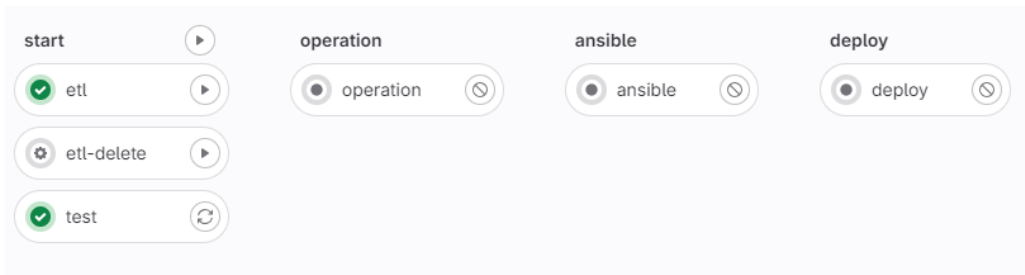 start
etl
etl-delete
test
operation
operation
ansible
ansible
deploy
deploy